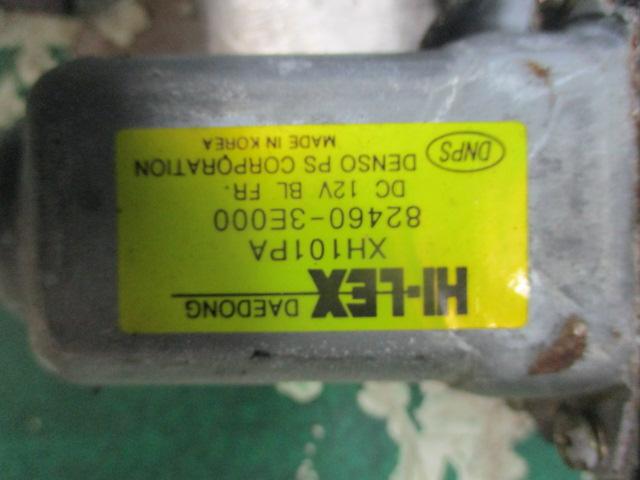 HI-LEX DAEDONG
XH101PA
82460-3E000
DC 12V BL FR.
DENSO PS CORPORATION
DNPS MADE IN KOREA